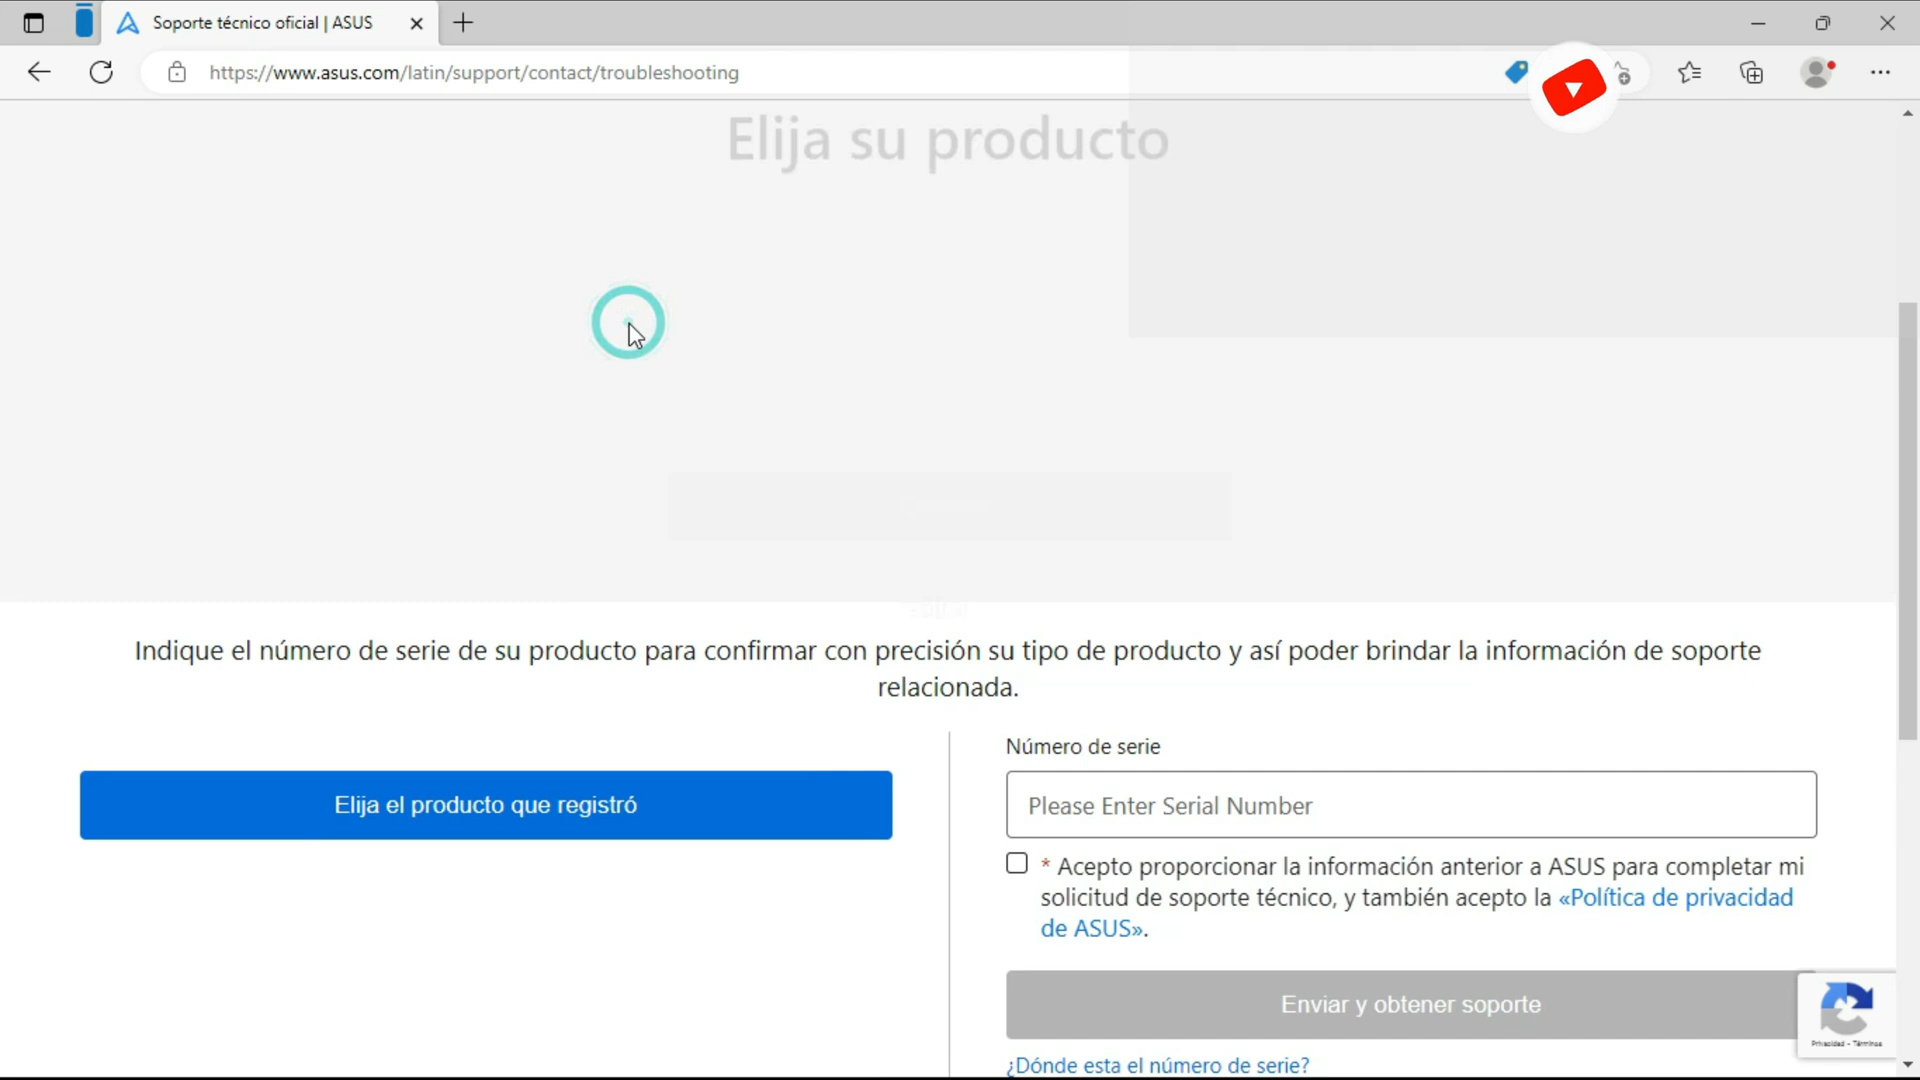 Soporte técnico oficial | ASUS
https://www.asus.com/latin/support/contact/troubleshooting
Elija su producto
Indique el número de serie de su producto para confirmar con precisión su tipo de producto y así poder brindar la información de soporte
relacionada.
Elija el producto que registró
Número de serie
Please Enter Serial Number
* Acepto proporcionar la información anterior a ASUS para completar mi
solicitud de soporte técnico, y también acepto la «Política de privacidad
de ASUS».
Enviar y obtener soporte
Privacidad - Términos
¿Dónde esta el número de serie?